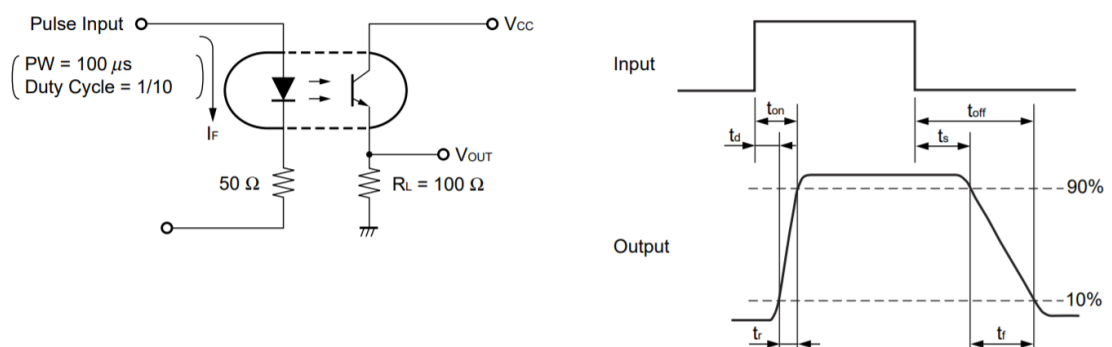 Pulse Input
VCC
PW = 100 μs
Duty Cycle = 1/10
IF
VOUT
50 Ω
RL = 100 Ω
Input
ton
toff
td
ts
90%
Output
10%
tr
tf